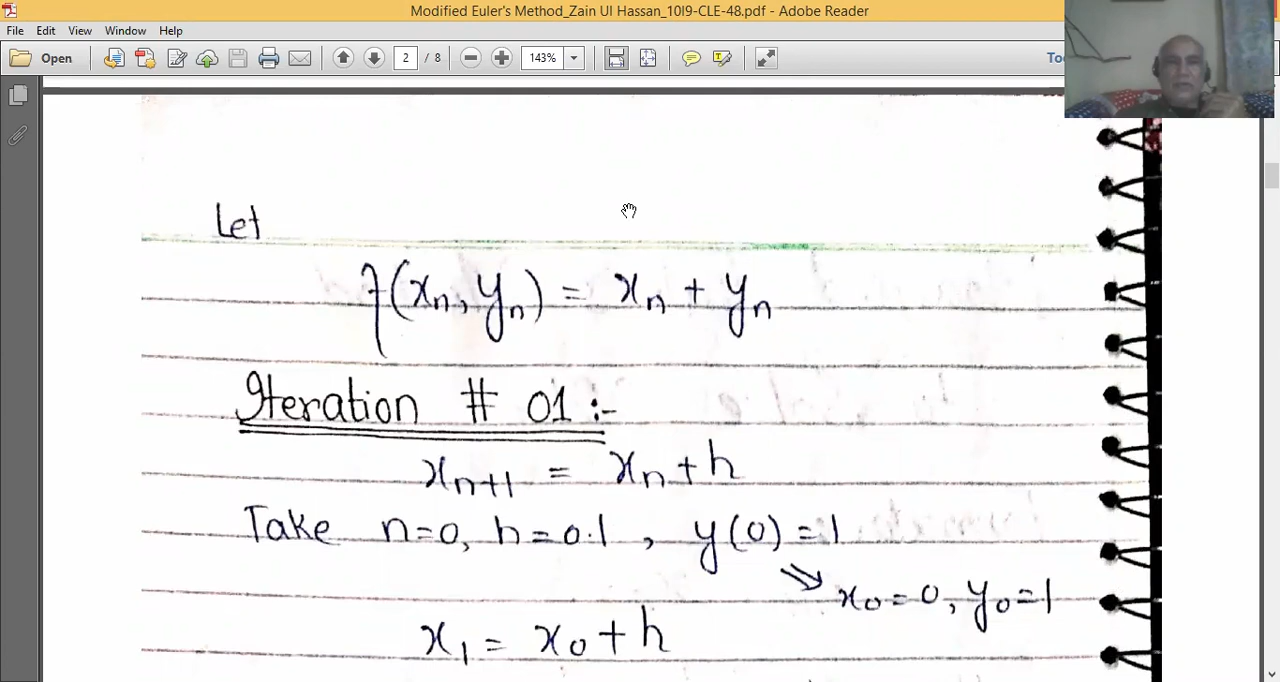 Modified Euler's Method_Zain Ul Hassan_10I9-CLE-48.pdf - Adobe Reader
File Edit View Window Help
Open 2 / 8 143% To
Let
f(xₙ, yₙ) = xₙ + yₙ
Iteration # 01 :-
xₙ₊₁ = xₙ + h
Take n=0, h=0.1, y(0)=1
⇒ x₀=0, y₀=1
x₁ = x₀ + h